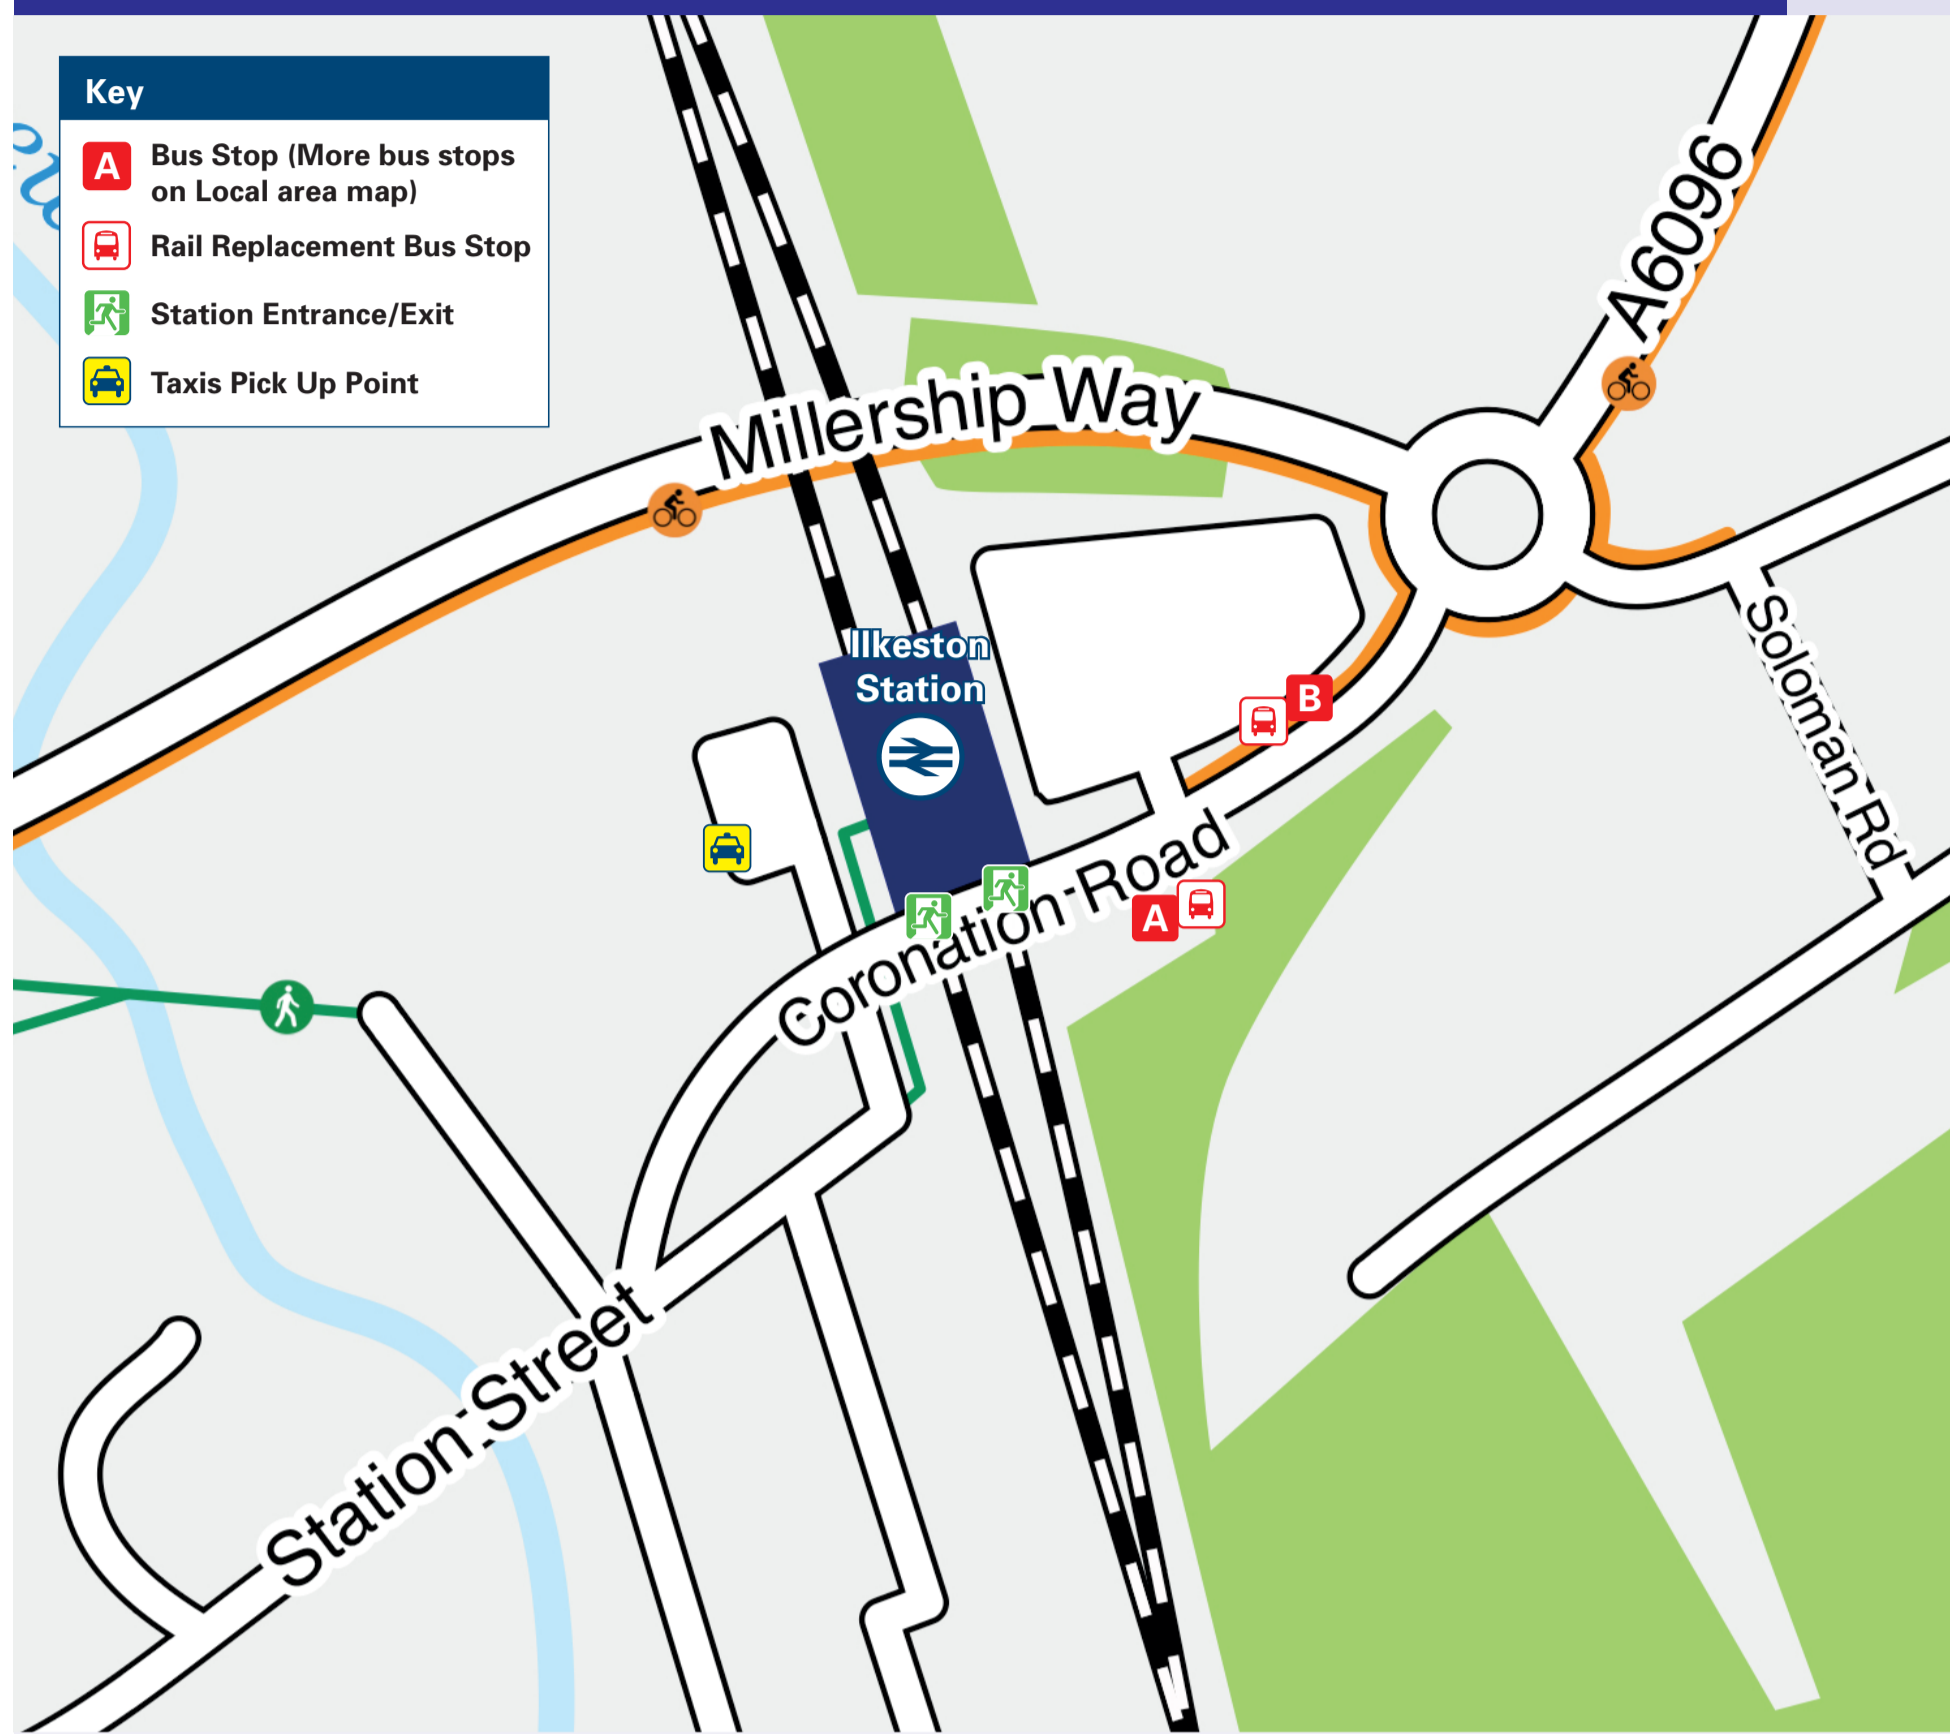 Key
A
Bus Stop (More bus stops
on Local area map)
Rail Replacement Bus Stop
Station Entrance/Exit
Taxis Pick Up Point
A6096
Millership Way
Ilkeston
Station
Soloman Rd
B
Coronation Road
A
Station Street